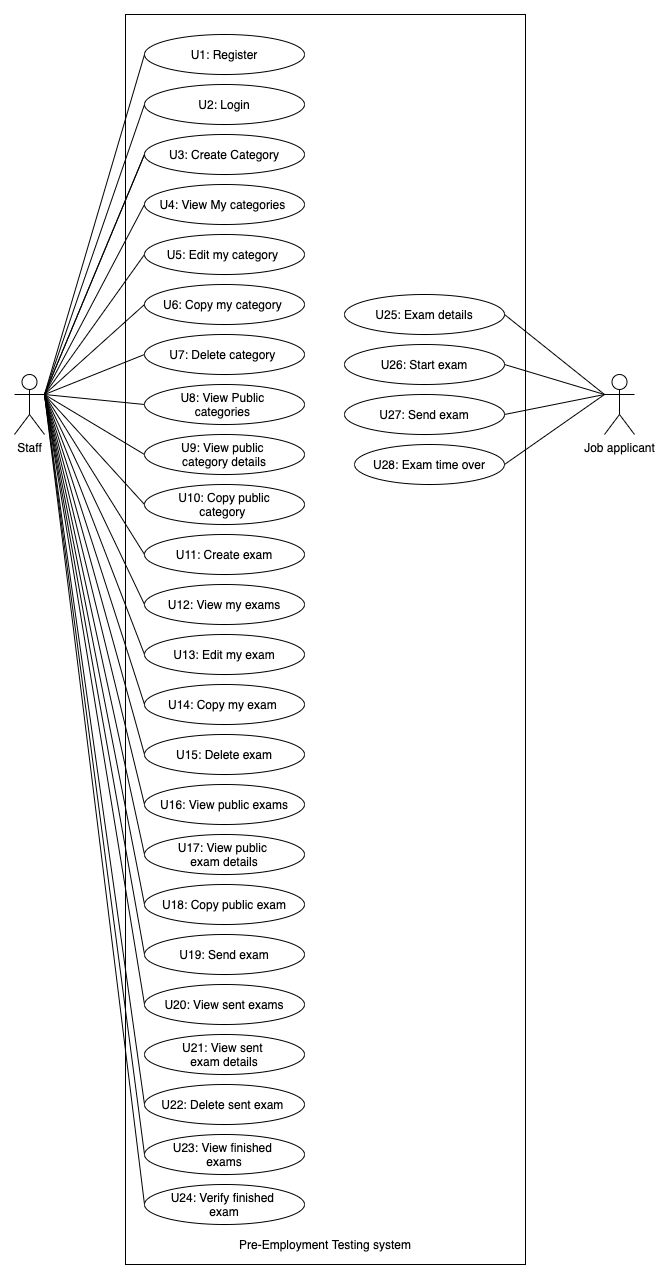 U1: Register
U2: Login
U3: Create Category
U4: View My categories
U5: Edit my category
U6: Copy my category
U7: Delete category
U8: View Public
categories
U9: View public
category details
U10: Copy public
category
U11: Create exam
U12: View my exams
U13: Edit my exam
U14: Copy my exam
U15: Delete exam
U16: View public exams
U17: View public
exam details
U18: Copy public exam
U19: Send exam
U20: View sent exams
U21: View sent
exam details
U22: Delete sent exam
U23: View finished
exams
U24: Verify finished
exam
U25: Exam details
U26: Start exam
U27: Send exam
U28: Exam time over
Staff
Job applicant
Pre-Employment Testing system